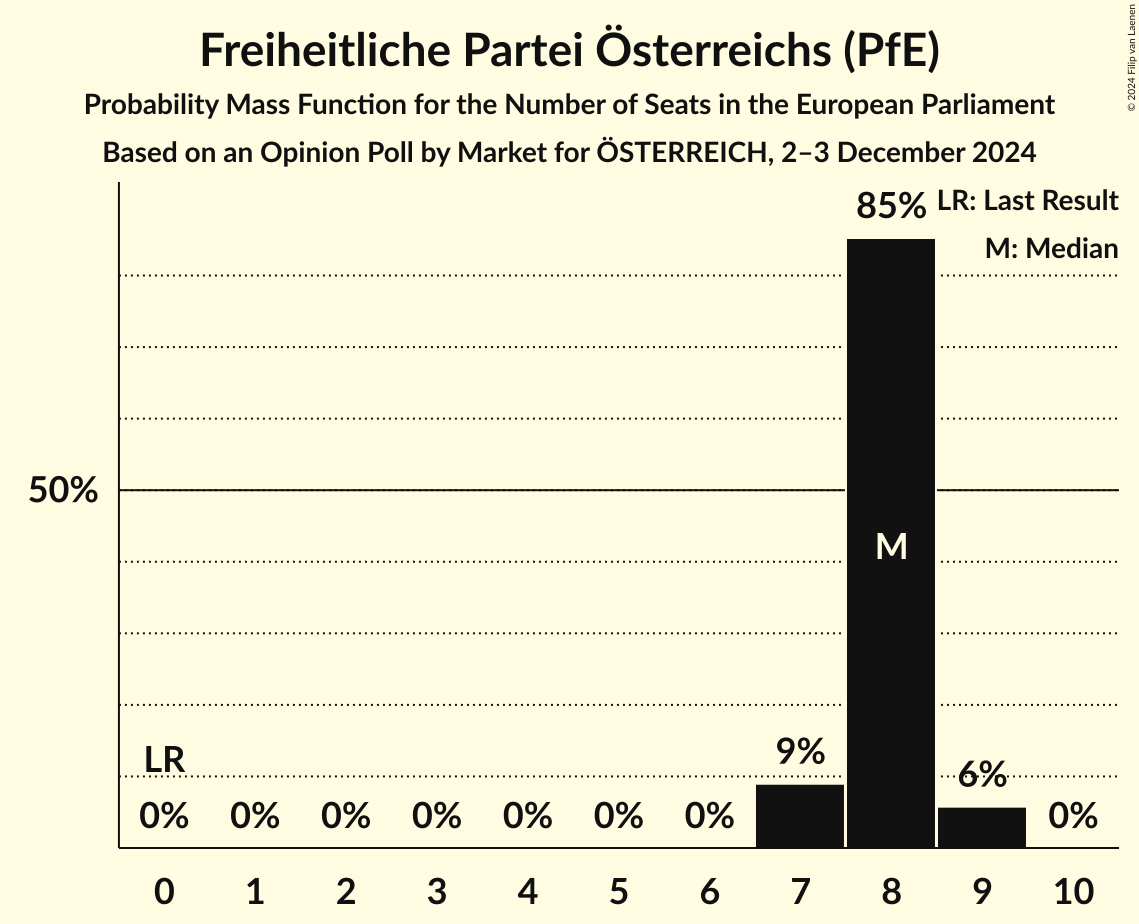 Freiheitliche Partei Österreichs (PfE)
Probability Mass Function for the Number of Seats in the European Parliament
Based on an Opinion Poll by Market for ÖSTERREICH, 2–3 December 2024
© 2024 Filip van Laenen
85%
LR: Last Result
M: Median
50%
M
LR
9%
6%
0% 0% 0% 0% 0% 0% 0% 0%
0 1 2 3 4 5 6 7 8 9 10